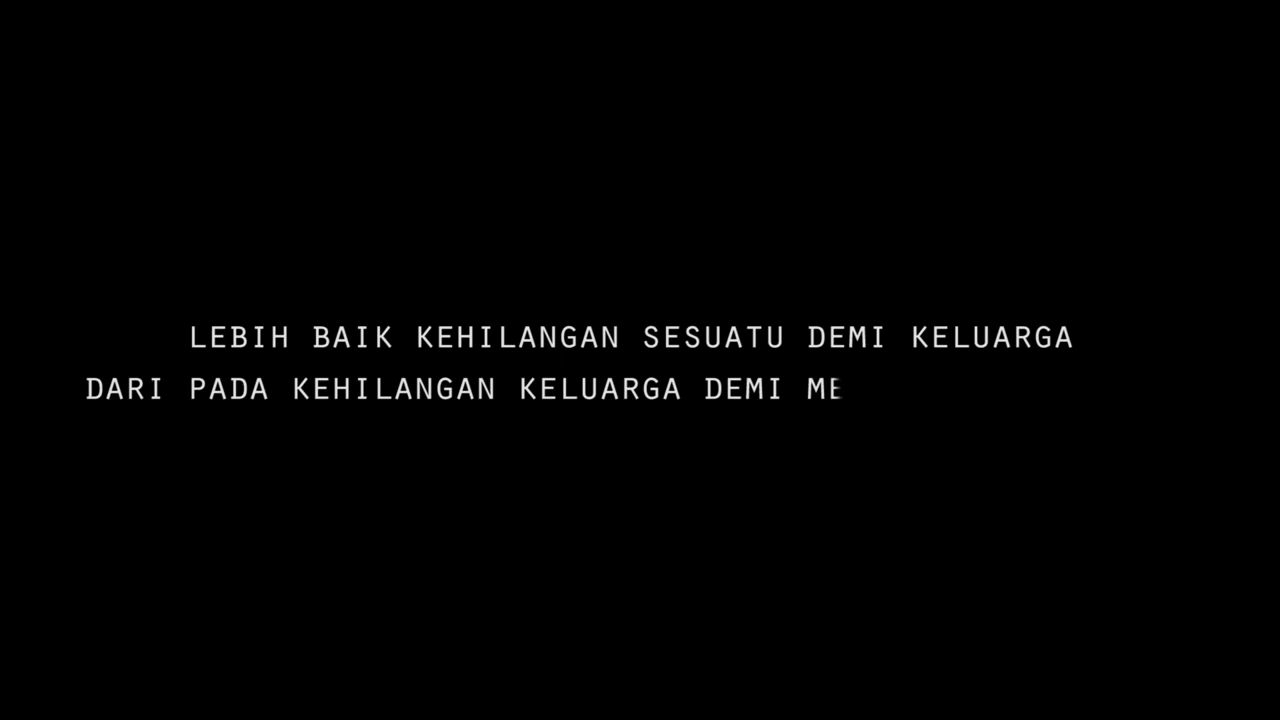 LEBIH BAIK KEHILANGAN SESUATU DEMI KELUARGA
DARI PADA KEHILANGAN KELUARGA DEMI ME